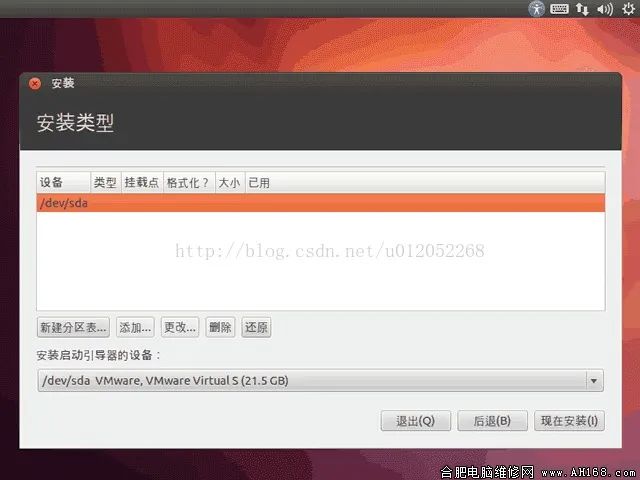 安装
安装类型
设备 类型 挂载点 格式化？ 大小 已用
/dev/sda
http://blog.csdn.net/u012052268
新建分区表... 添加... 更改... 删除 还原
安装启动引导器的设备：
/dev/sda VMware, VMware Virtual S (21.5 GB)
退出(Q) 后退(B) 现在安装(I)
合肥电脑维修网 www.AH168.com